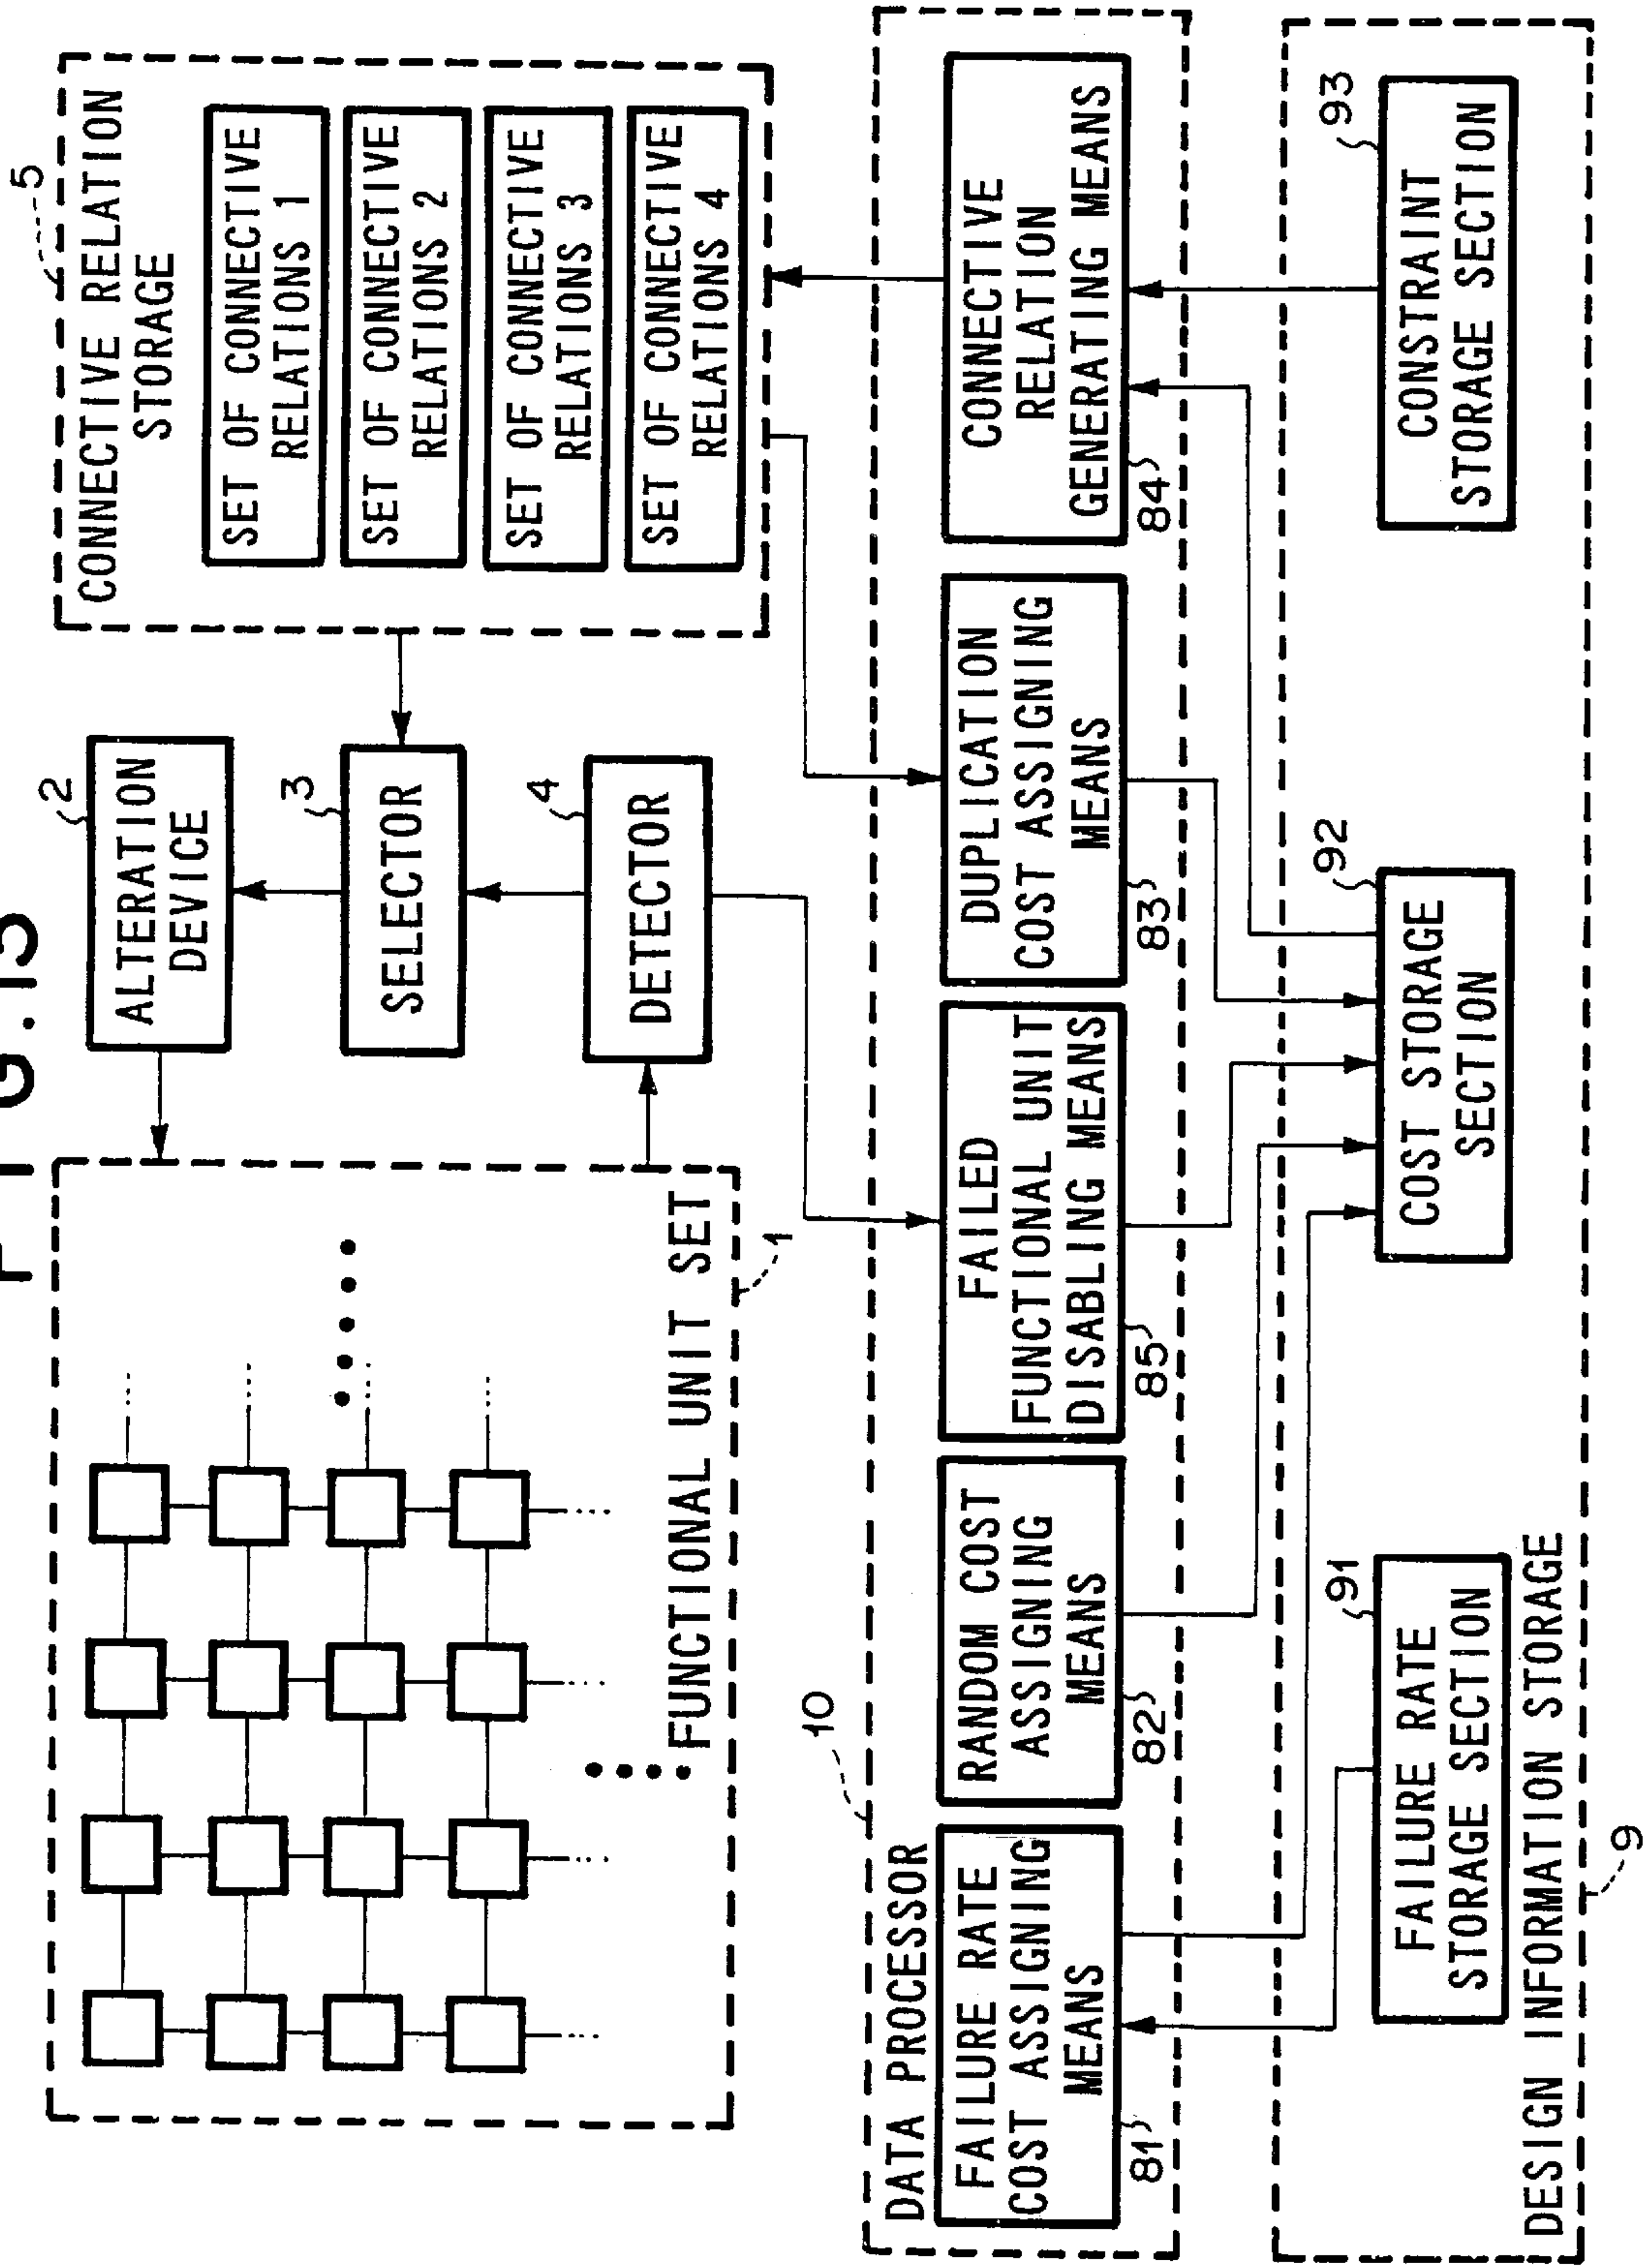 FIG.15
FUNCTIONAL UNIT SET
1
ALTERATION
DEVICE
2
SELECTOR
3
DETECTOR
4
CONNECTIVE RELATION
STORAGE
5
SET OF CONNECTIVE
RELATIONS 1
SET OF CONNECTIVE
RELATIONS 2
SET OF CONNECTIVE
RELATIONS 3
SET OF CONNECTIVE
RELATIONS 4
DATA PROCESSOR
10
FAILURE RATE
COST ASSIGNING
MEANS
81
RANDOM COST
ASSIGNING
MEANS
82
FAILED
FUNCTIONAL UNIT
DISABLING MEANS
85
DUPLICATION
COST ASSIGNING
MEANS
83
CONNECTIVE
RELATION
GENERATING MEANS
84
FAILURE RATE
STORAGE SECTION
91
COST STORAGE
SECTION
92
CONSTRAINT
STORAGE SECTION
93
DESIGN INFORMATION STORAGE
9